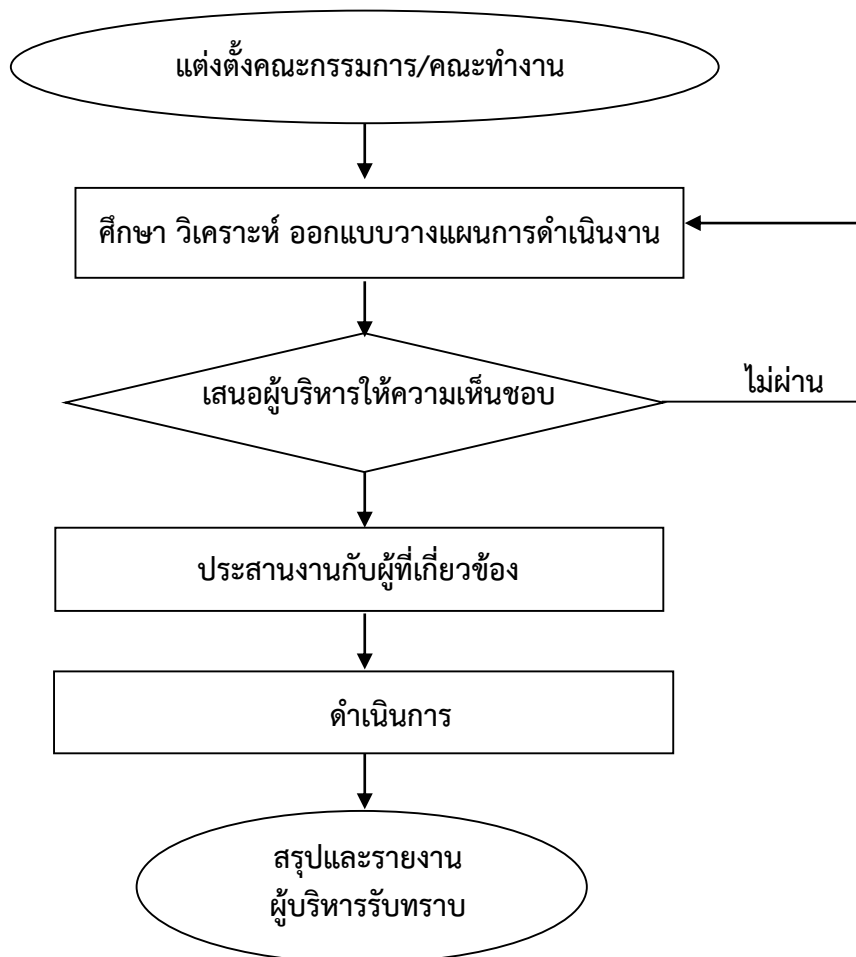 แต่งตั้งคณะกรรมการ/คณะทำงาน
ศึกษา วิเคราะห์ ออกแบบวางแผนการดำเนินงาน
เสนอผู้บริหารให้ความเห็นชอบ
ไม่ผ่าน
ประสานงานกับผู้ที่เกี่ยวข้อง
ดำเนินการ
สรุปและรายงาน
ผู้บริหารรับทราบ